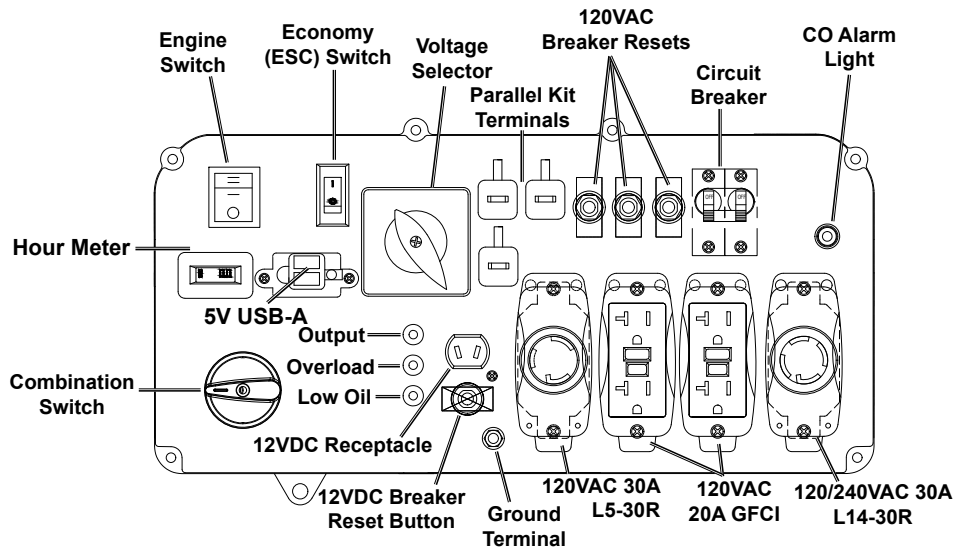 120VAC
Breaker Resets
CO Alarm
Light
Engine
Switch
Economy
(ESC) Switch
Voltage
Selector
Circuit
Breaker
Parallel Kit
Terminals
OFF
OFF
Hour Meter
5V USB-A
Output
Overload
Low Oil
Combination
Switch
12VDC Receptacle
12VDC Breaker
Reset Button
Ground
Terminal
120VAC 30A
L5-30R
120VAC
20A GFCI
120/240VAC 30A
L14-30R